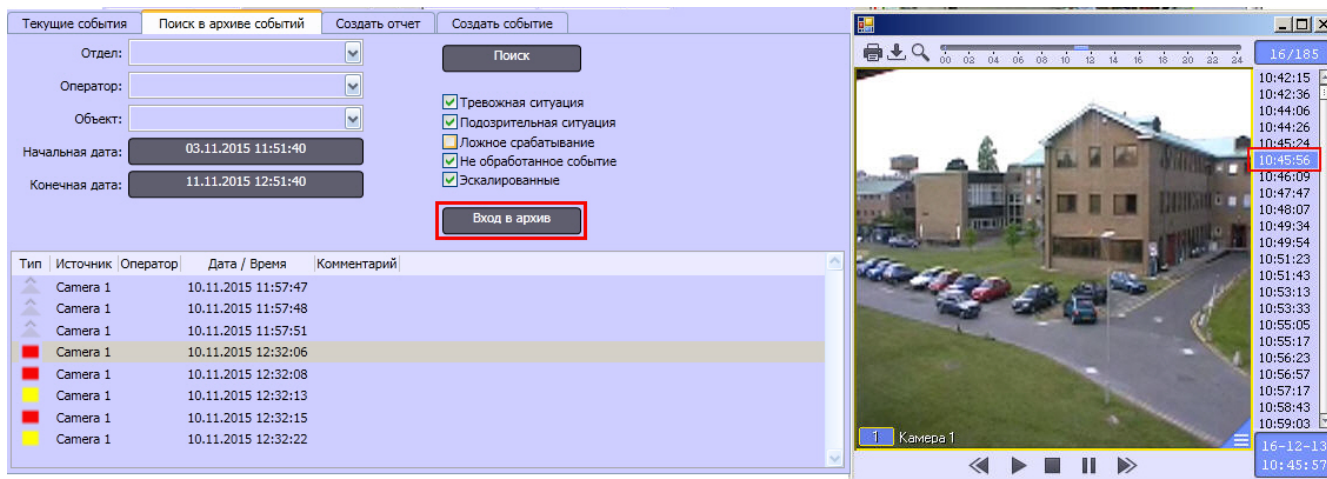 Текущие события Поиск в архиве событий Создать отчет Создать событие
Отдел:
Оператор:
Объект:
Начальная дата: 03.11.2015 11:51:40
Конечная дата: 11.11.2015 12:51:40
Поиск
Тревожная ситуация
Подозрительная ситуация
Ложное срабатывание
Не обработанное событие
Эскалированные
Вход в архив
Тип Источник Оператор Дата / Время Комментарий
Camera 1 10.11.2015 11:57:47
Camera 1 10.11.2015 11:57:48
Camera 1 10.11.2015 11:57:51
Camera 1 10.11.2015 12:32:06
Camera 1 10.11.2015 12:32:08
Camera 1 10.11.2015 12:32:13
Camera 1 10.11.2015 12:32:15
Camera 1 10.11.2015 12:32:22
00 02 04 06 08 10 12 14 16 18 20 22 24
16/185
10:42:15
10:42:36
10:44:06
10:44:26
10:45:24
10:45:56
10:46:09
10:47:47
10:48:07
10:49:34
10:49:54
10:51:23
10:51:43
10:53:13
10:53:33
10:55:05
10:55:17
10:56:23
10:56:57
10:57:17
10:58:43
10:59:03
1 Камера 1
16-12-13
10:45:57